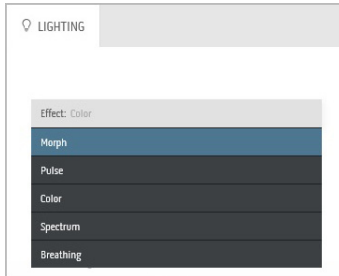 LIGHTING
Effect: Color
Morph
Pulse
Color
Spectrum
Breathing